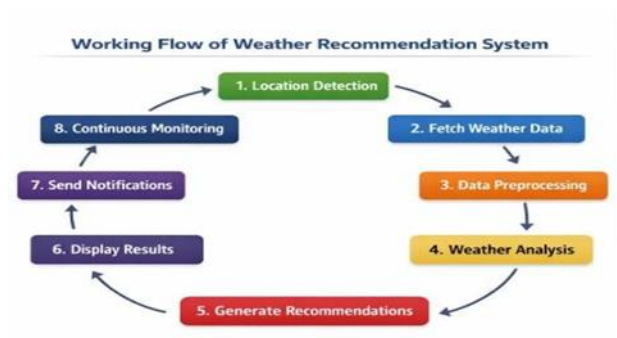 Working Flow of Weather Recommendation System
1. Location Detection
2. Fetch Weather Data
3. Data Preprocessing
4. Weather Analysis
5. Generate Recommendations
6. Display Results
7. Send Notifications
8. Continuous Monitoring